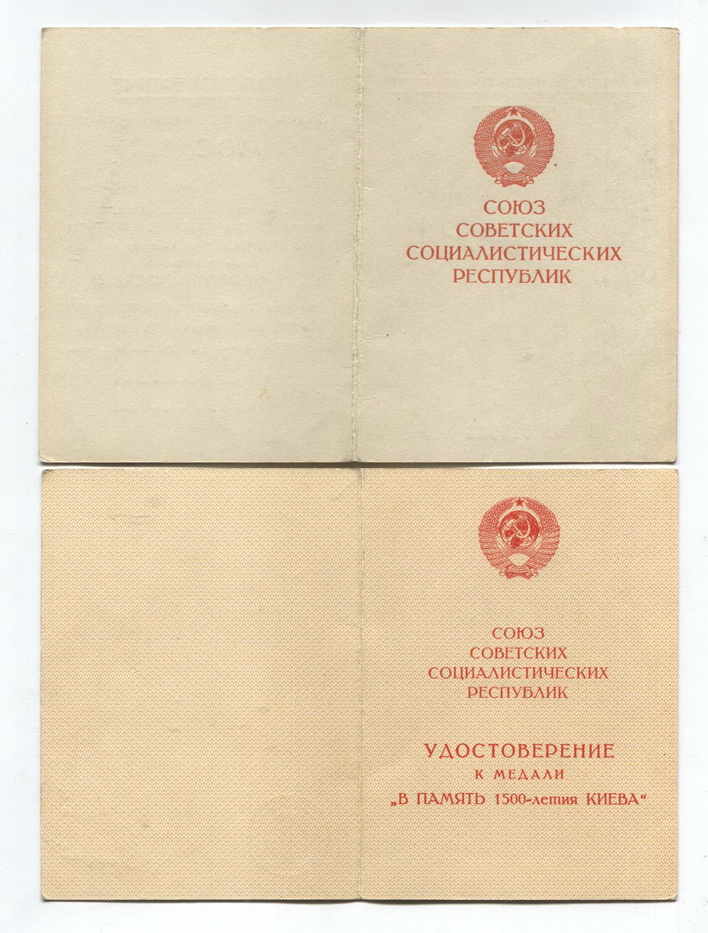 СОЮЗ
СОВЕТСКИХ
СОЦИАЛИСТИЧЕСКИХ
РЕСПУБЛИК
СОЮЗ
СОВЕТСКИХ
СОЦИАЛИСТИЧЕСКИХ
РЕСПУБЛИК
УДОСТОВЕРЕНИЕ
К МЕДАЛИ
„В ПАМЯТЬ 1500-летия КИЕВА“